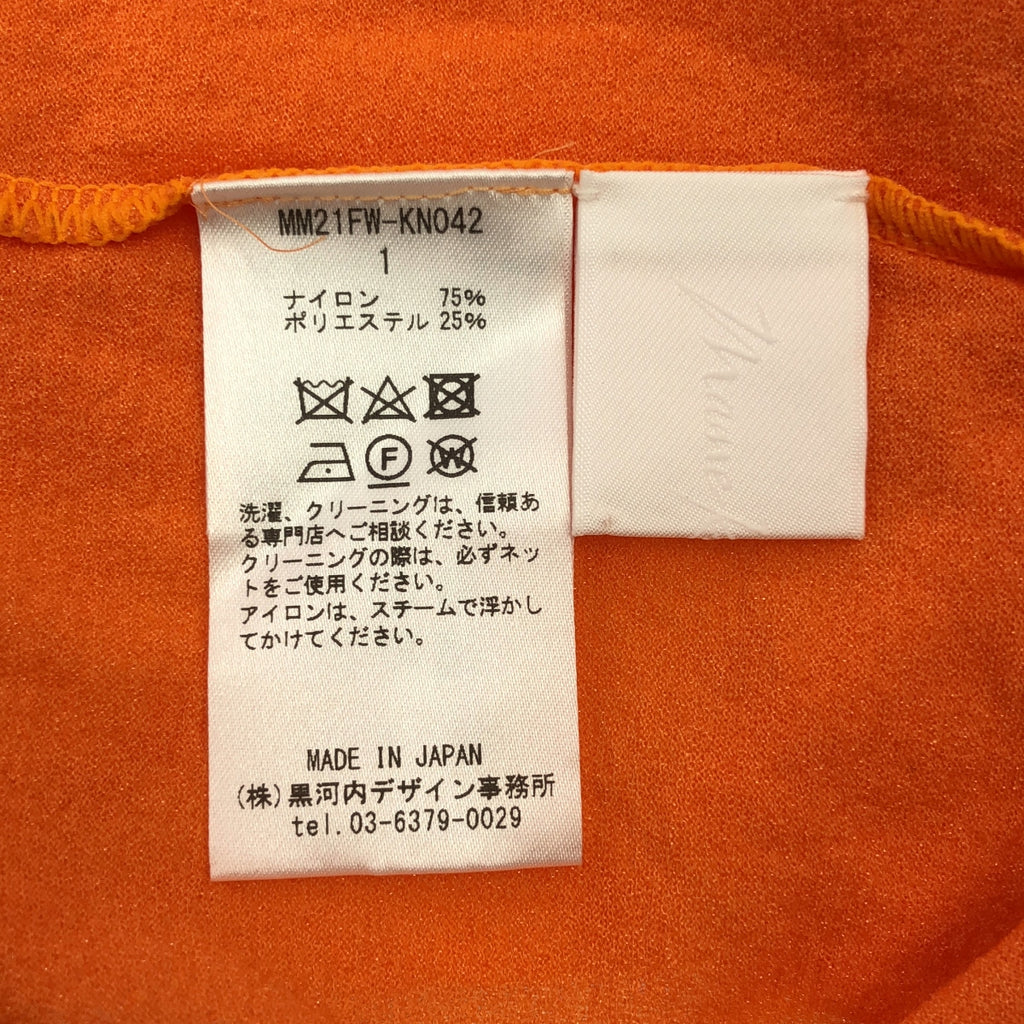 MM21FW-KN042
1
ナイロン 75%
ポリエステル 25%
F
W
洗濯、クリーニングは、信頼あ
る専門店へご相談ください。
クリーニングの際は、必ずネッ
トをご使用ください。
アイロンは、スチームで浮かし
てかけてください。
MADE IN JAPAN
(株)黒河内デザイン事務所
tel.03-6379-0029